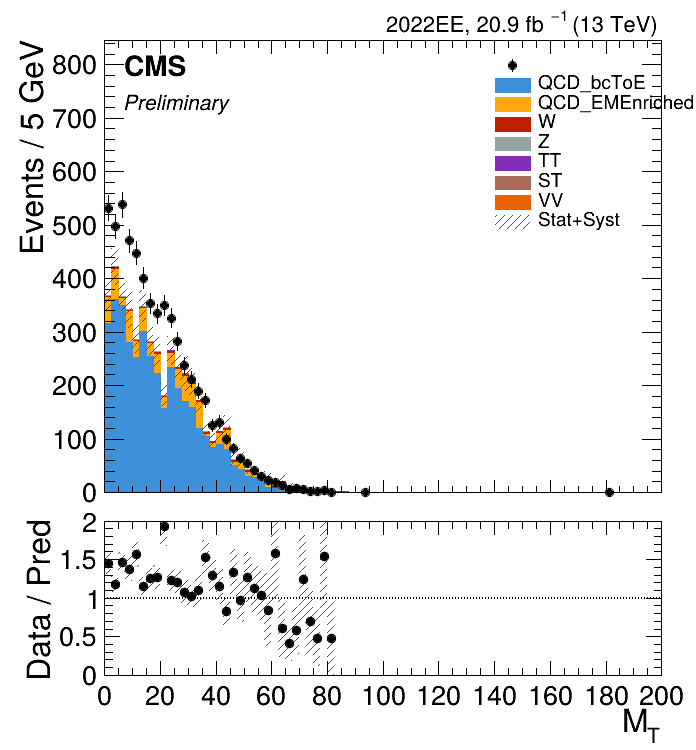 2022EE, 20.9 fb ⁻¹ (13 TeV)
Events / 5 GeV
800
700
600
500
400
300
200
100
0
CMS
Preliminary
QCD_bcToE
QCD_EMEnriched
W
Z
TT
ST
VV
Stat+Syst
Data / Pred
2
1.5
1
0.5
0
0 20 40 60 80 100 120 140 160 180 200
M_T